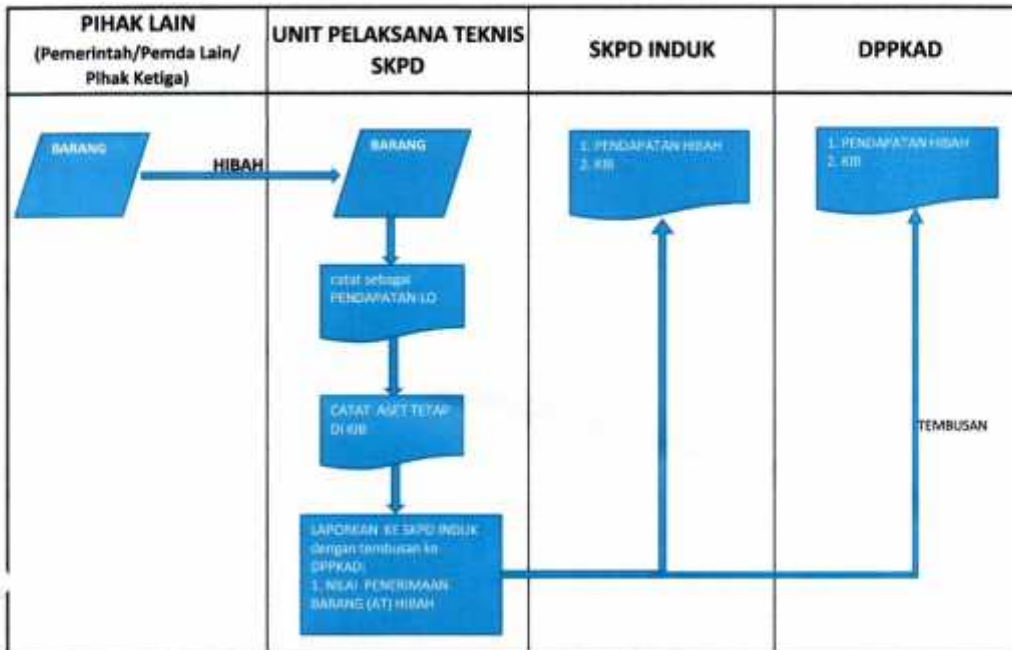 PIHAK LAIN
(Pemerintah/Pemda Lain/
Pihak Ketiga)
UNIT PELAKSANA TEKNIS
SKPD
SKPD INDUK
DPPKAD
BARANG
HIBAH
BARANG
1. PENDAPATAN HIBAH
2. KIB
1. PENDAPATAN HIBAH
2. KIB
catat sebagai
PENDAPATAN-LO
CATAT ASET TETAP
DI KIB
TEMBUSAN
LAPORKAN KE SKPD INDUK
dengan tembusan ke
DPPKAD:
1. NILAI PENERIMAAN
BARANG (AT) HIBAH